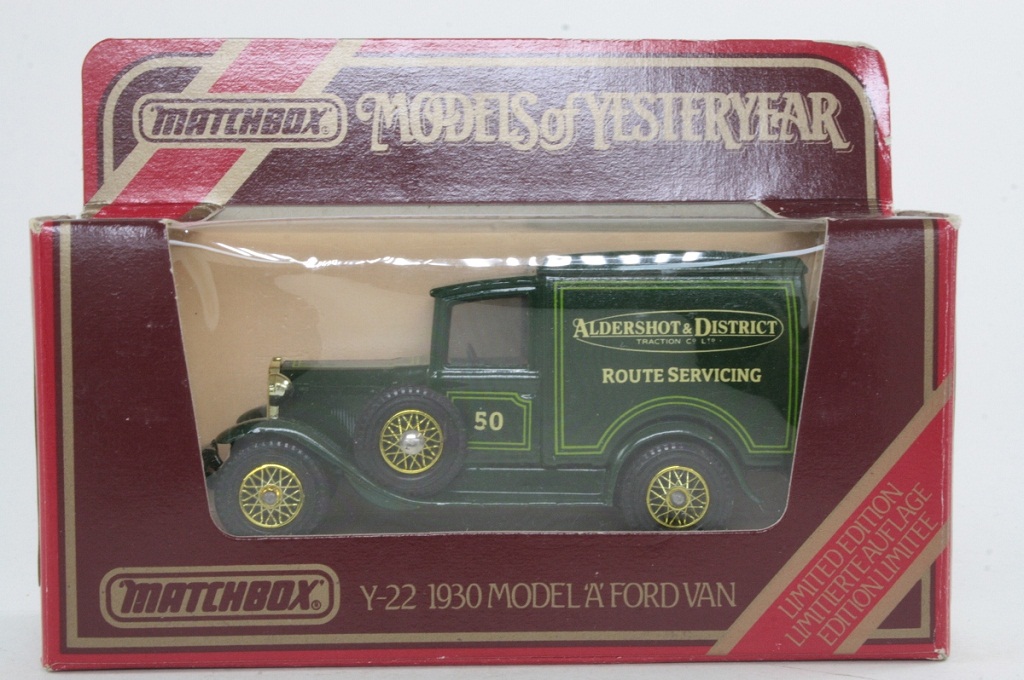 MATCHBOX ®
MODELS of YESTERYEAR
ALDERSHOT & DISTRICT
TRACTION Co LTD
ROUTE SERVICING
50
MATCHBOX ®
Y-22 1930 MODEL 'A' FORD VAN
LIMITED EDITION
LIMITIERTE AUFLAGE
EDITION LIMITEE